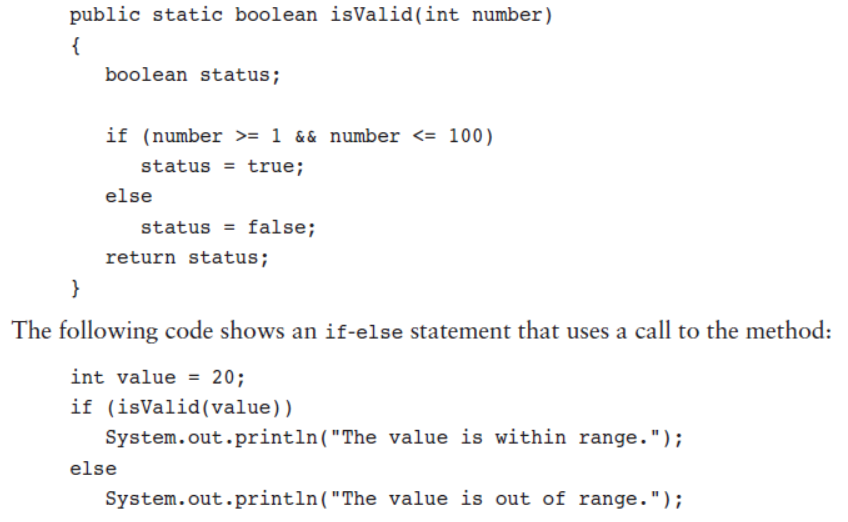 public static boolean isValid(int number)
{
boolean status;
if (number >= 1 && number <= 100)
status = true;
else
status = false;
return status;
}
The following code shows an if-else statement that uses a call to the method:
int value = 20;
if (isValid(value))
System.out.println("The value is within range.");
else
System.out.println("The value is out of range.");